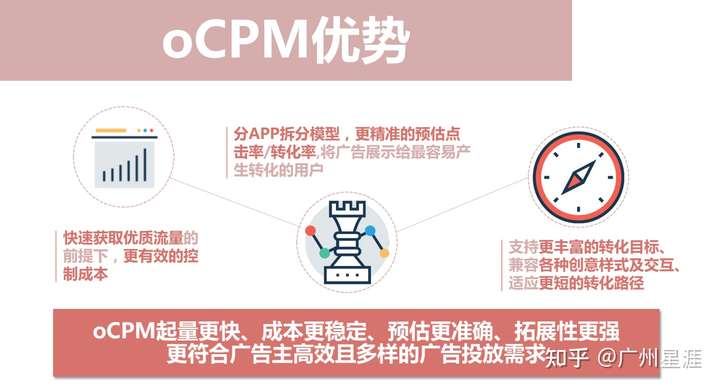 oCPM优势
分APP拆分模型，更精准的预估点
击率/转化率,将广告展示给最容易产
生转化的用户
快速获取优质流量的
前提下，更有效的控
制成本
支持更丰富的转化目标、
兼容各种创意样式及交互、
适应更短的转化路径
oCPM起量更快、成本更稳定、预估更准确、拓展性更强
更符合广告主高效且多样的广告投放需求
知乎 @广州星涯